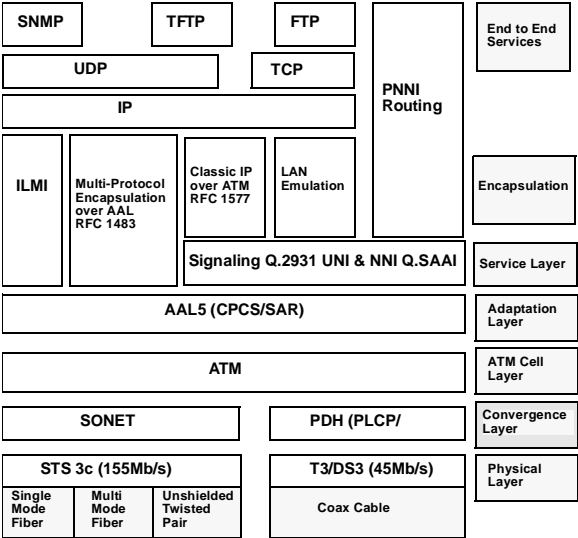 SNMP
TFTP
FTP
End to End
Services
UDP
TCP
PNNI
Routing
IP
ILMI
Multi-Protocol
Encapsulation
over AAL
RFC 1483
Classic IP
over ATM
RFC 1577
LAN
Emulation
Encapsulation
Signaling Q.2931 UNI & NNI Q.SAAI
Service Layer
AAL5 (CPCS/SAR)
Adaptation
Layer
ATM
ATM Cell
Layer
SONET
PDH (PLCP/
Convergence
Layer
STS 3c (155Mb/s)
T3/DS3 (45Mb/s)
Physical
Layer
Single
Mode
Fiber
Multi
Mode
Fiber
Unshielded
Twisted
Pair
Coax Cable